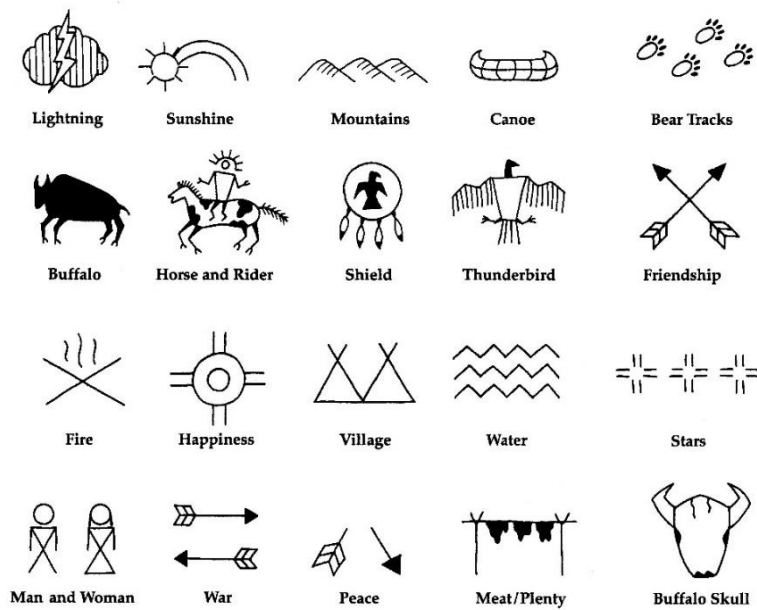 Lightning Sunshine Mountains Canoe Bear Tracks
Buffalo Horse and Rider Shield Thunderbird Friendship
Fire Happiness Village Water Stars
Man and Woman War Peace Meat/Plenty Buffalo Skull